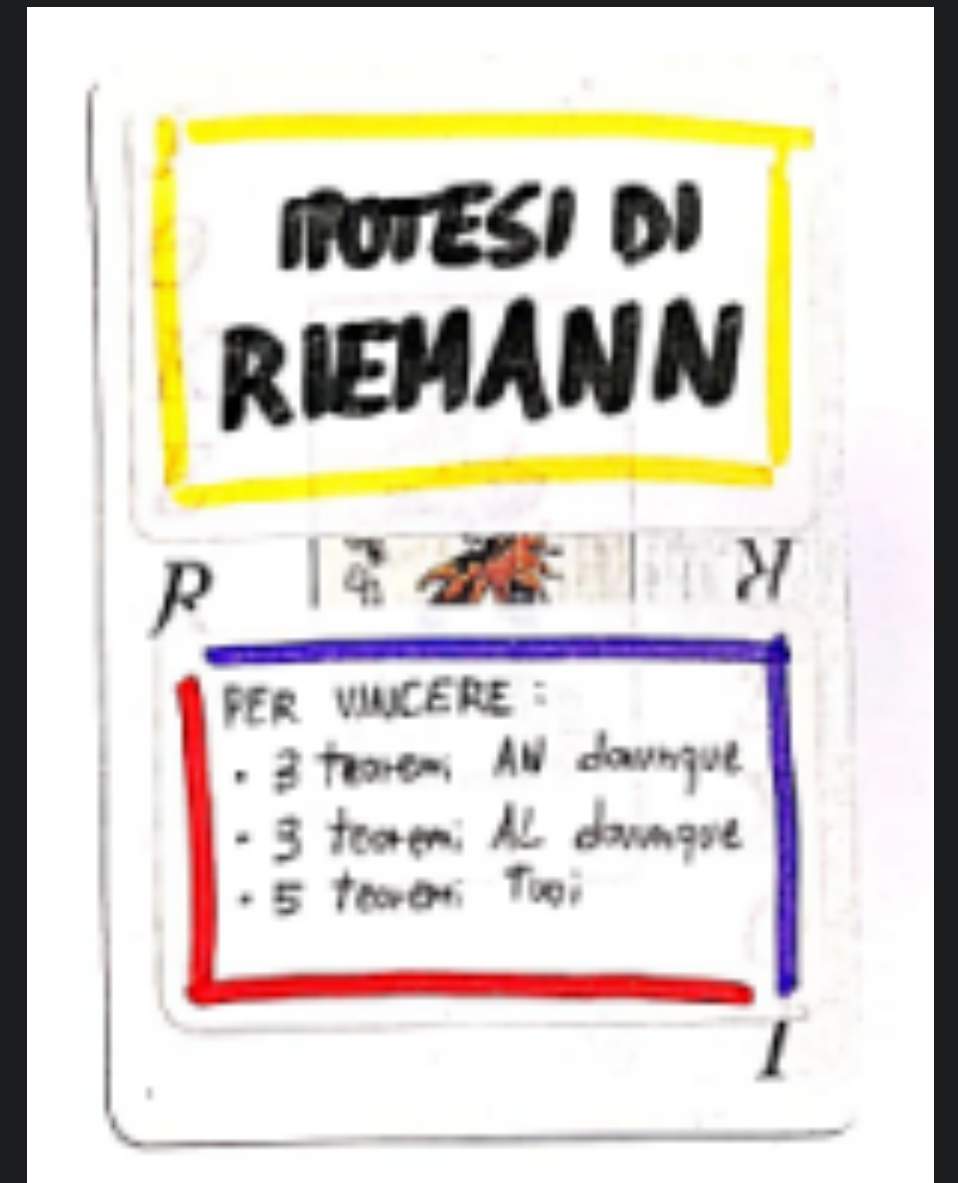 IPOTESI DI
RIEMANN
R
R
PER VINCERE:
· 3 teoremi AN dovunque
· 3 teoremi AL dovunque
· 5 teoremi Tuoi